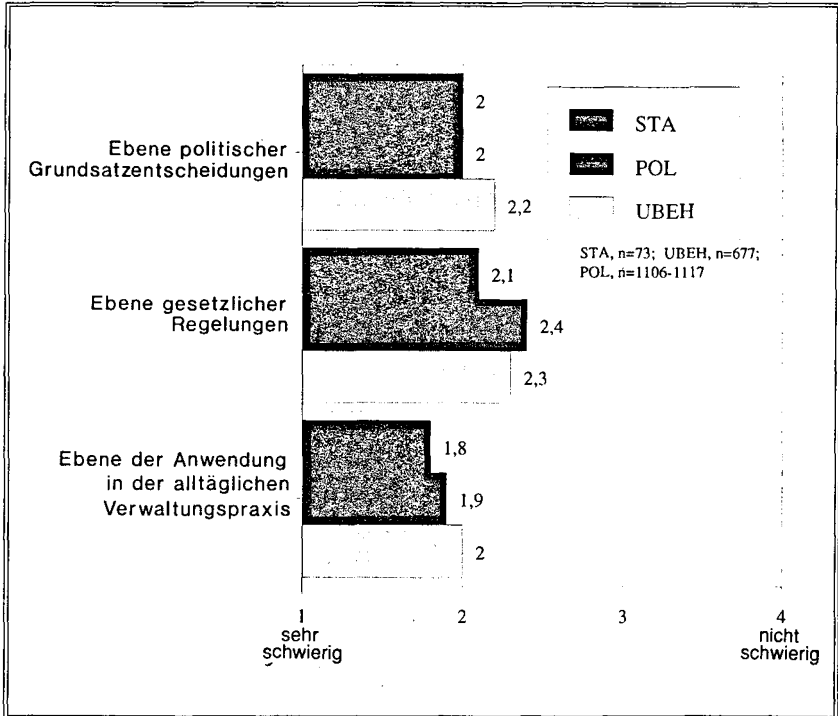 2
Ebene politischer
Grundsatzentscheidungen
2
2,2
STA
POL
UBEH
STA, n=73; UBEH, n=677;
POL, n=1106-1117
Ebene gesetzlicher
Regelungen
2,1
2,4
2,3
Ebene der Anwendung
in der alltäglichen
Verwaltungspraxis
1,8
1,9
2
1 2 3 4
sehr nicht
schwierig schwierig